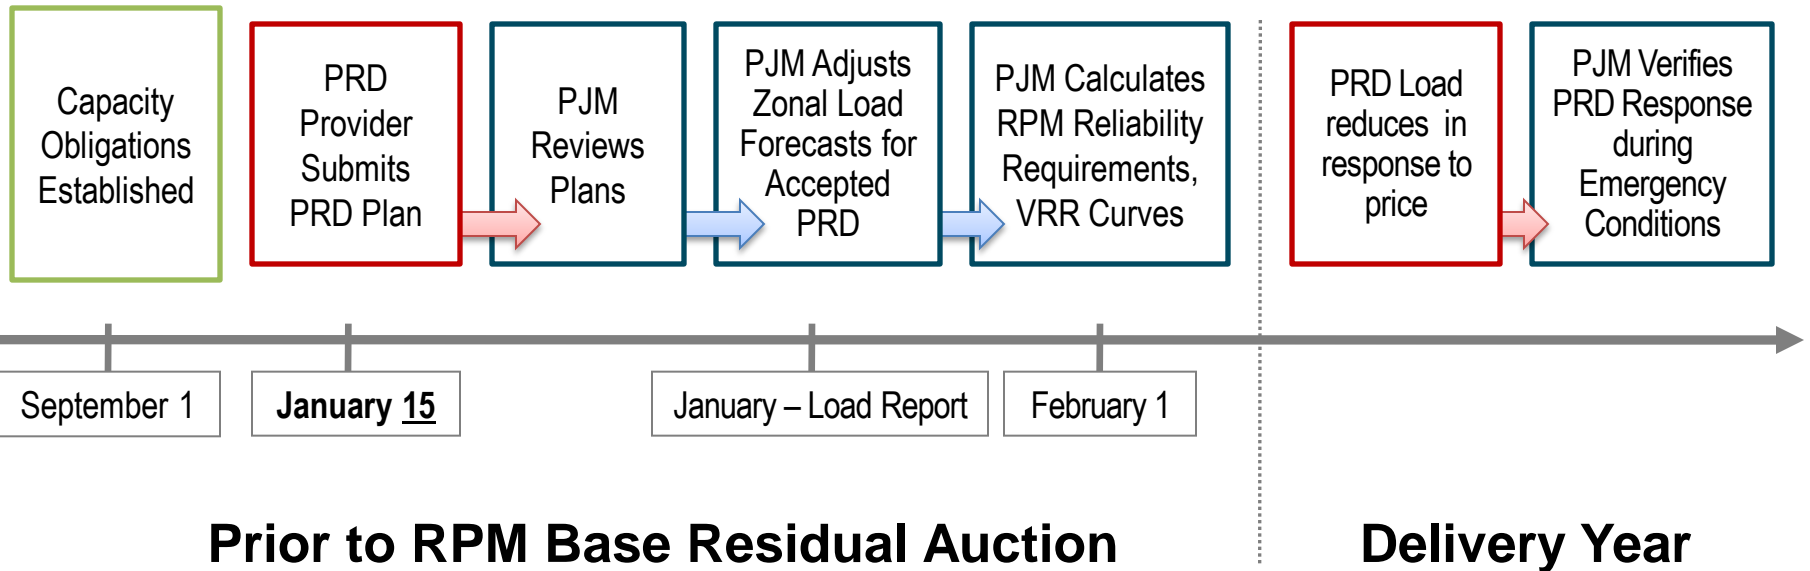 Capacity
Obligations
Established
PRD
Provider
Submits
PRD Plan
PJM
Reviews
Plans
PJM Adjusts
Zonal Load
Forecasts for
Accepted
PRD
PJM Calculates
RPM Reliability
Requirements,
VRR Curves
PRD Load
reduces in
response to
price
PJM Verifies
PRD Response
during
Emergency
Conditions
September 1
January 15
January – Load Report
February 1
Prior to RPM Base Residual Auction
Delivery Year